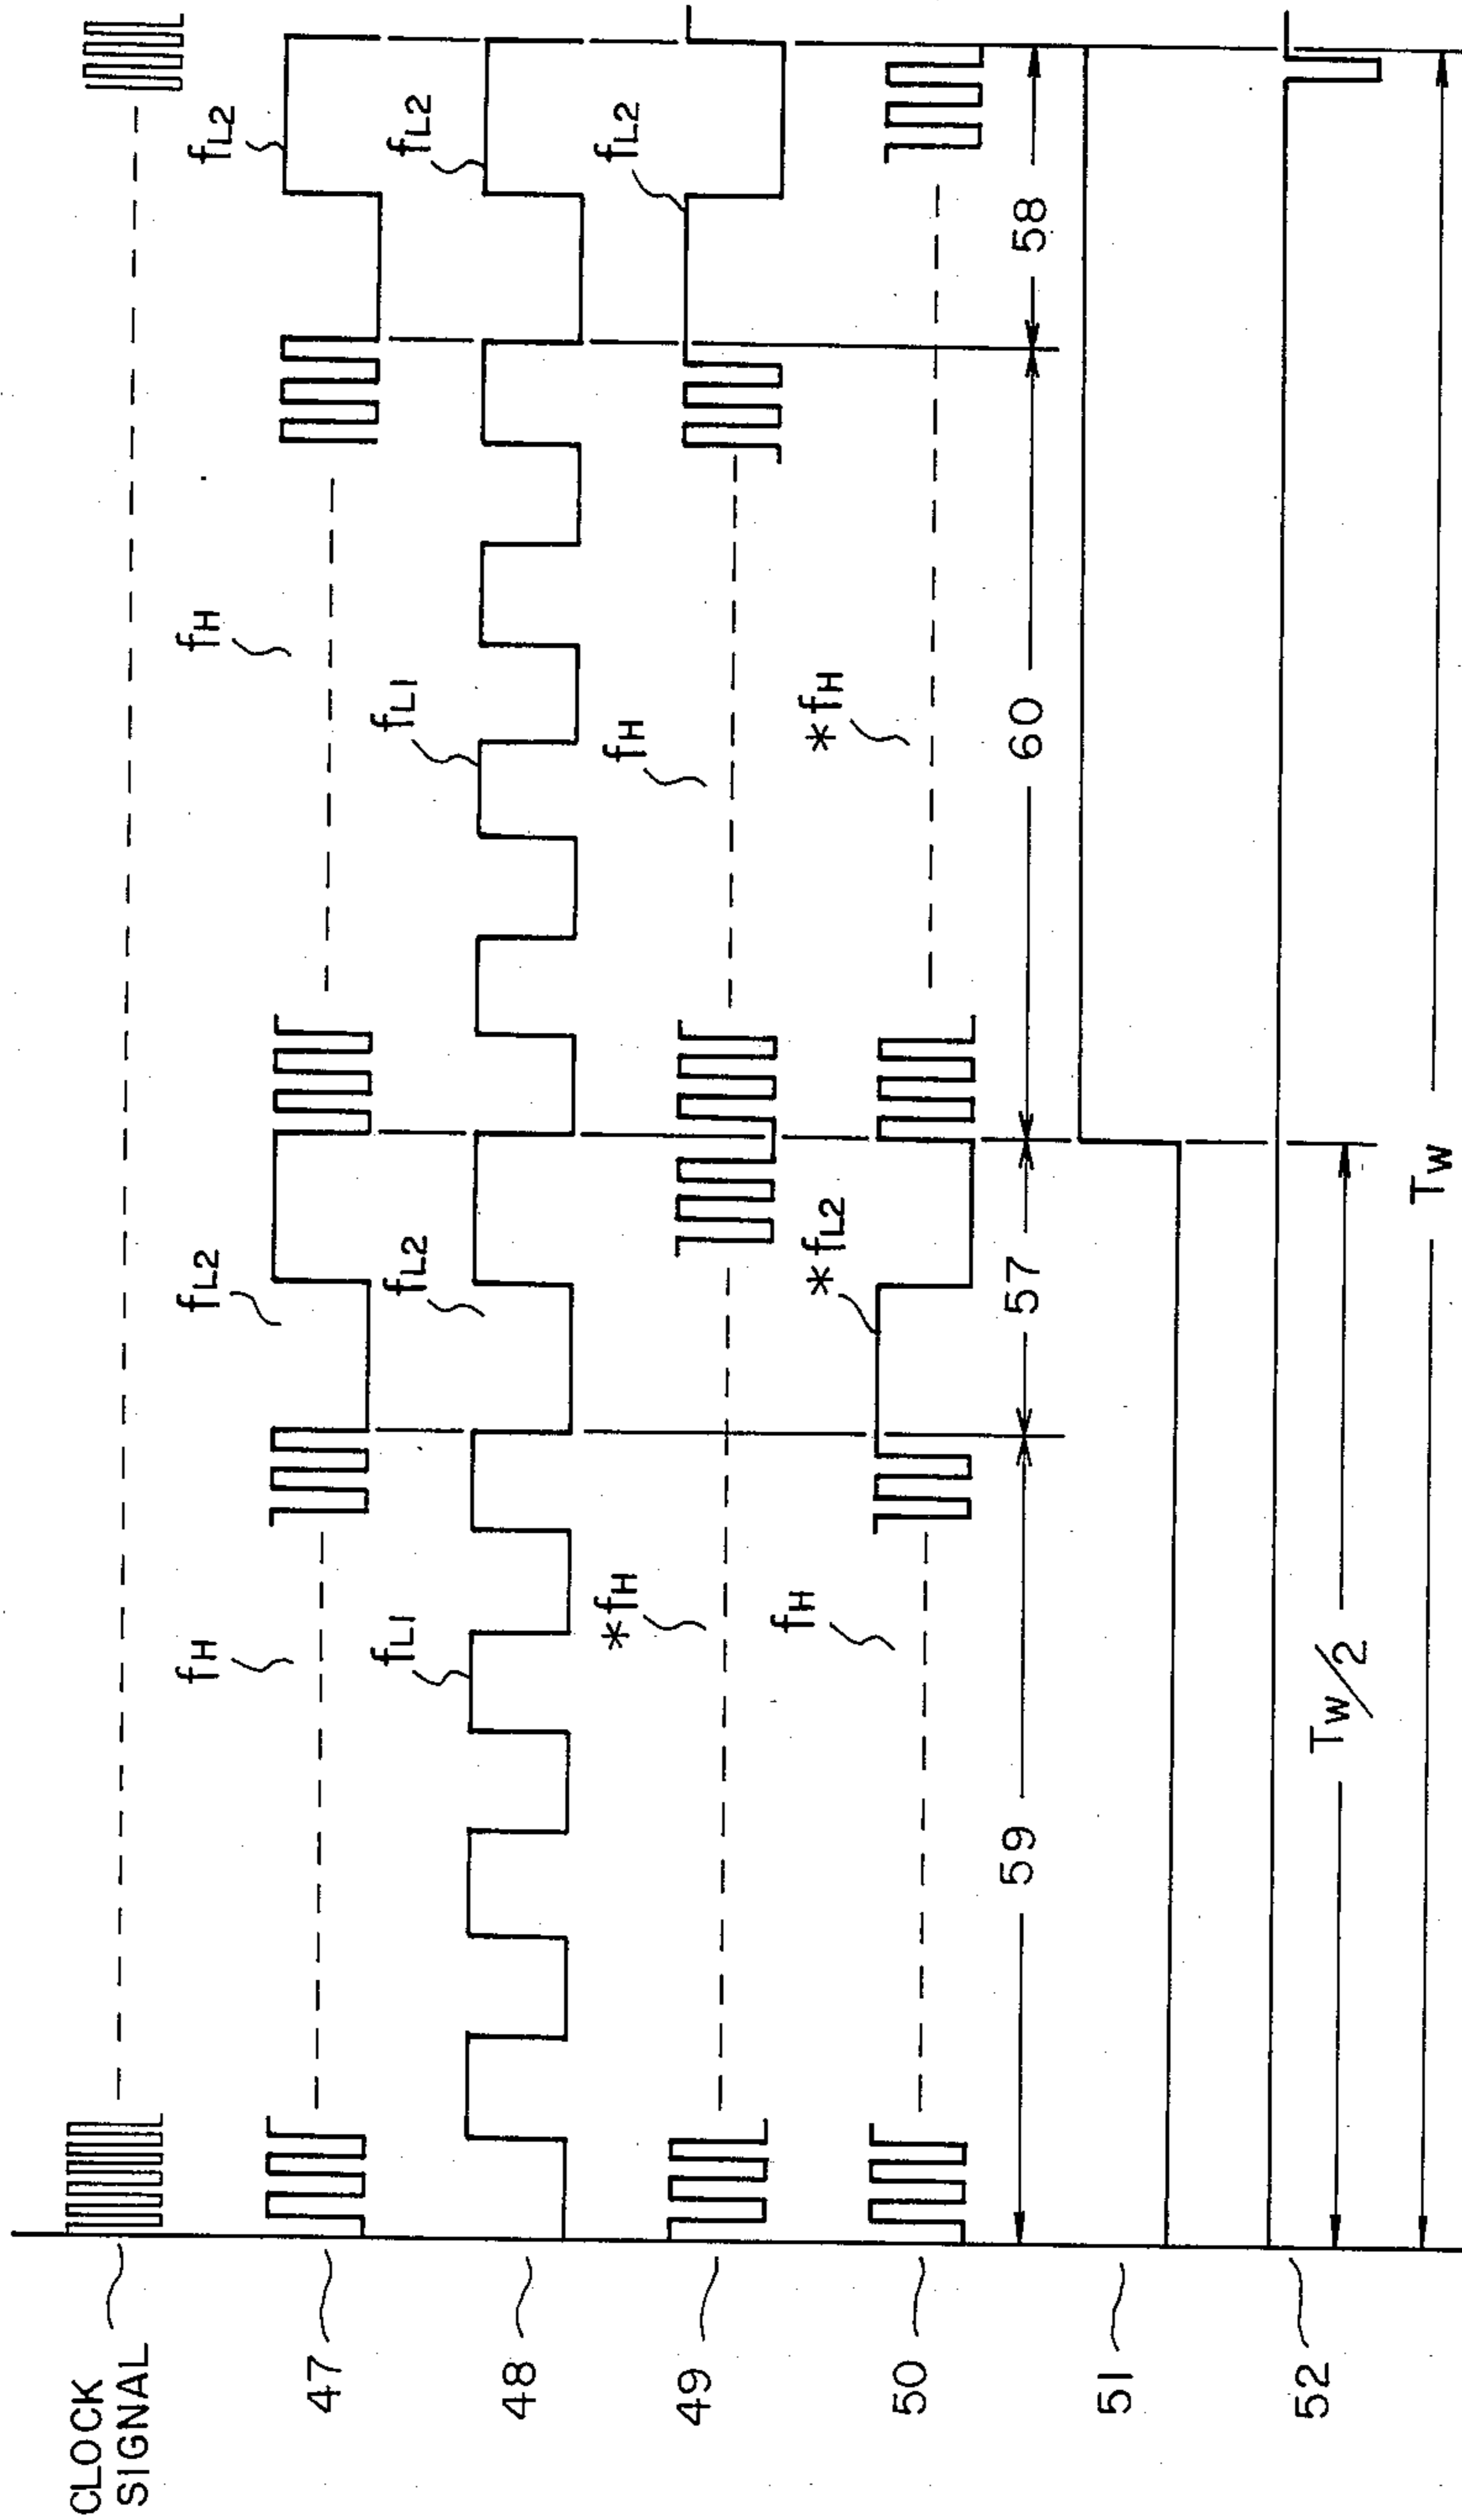 CLOCK
SIGNAL
47
fH
fL2
fH
fL2
48
fL1
fL2
fL1
fL2
49
*fH
fH
fL2
50
fH
*fL2
*fH
59
57
60
58
51
52
Tw/2
Tw